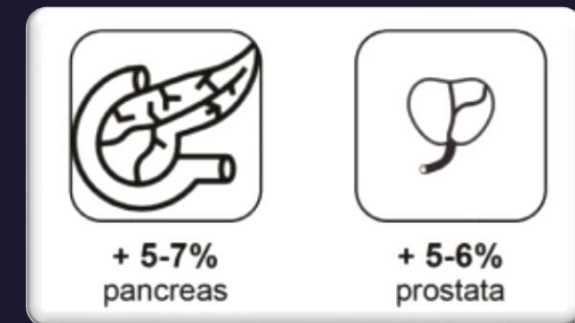 + 5-7%
pancreas
+ 5-6%
prostata